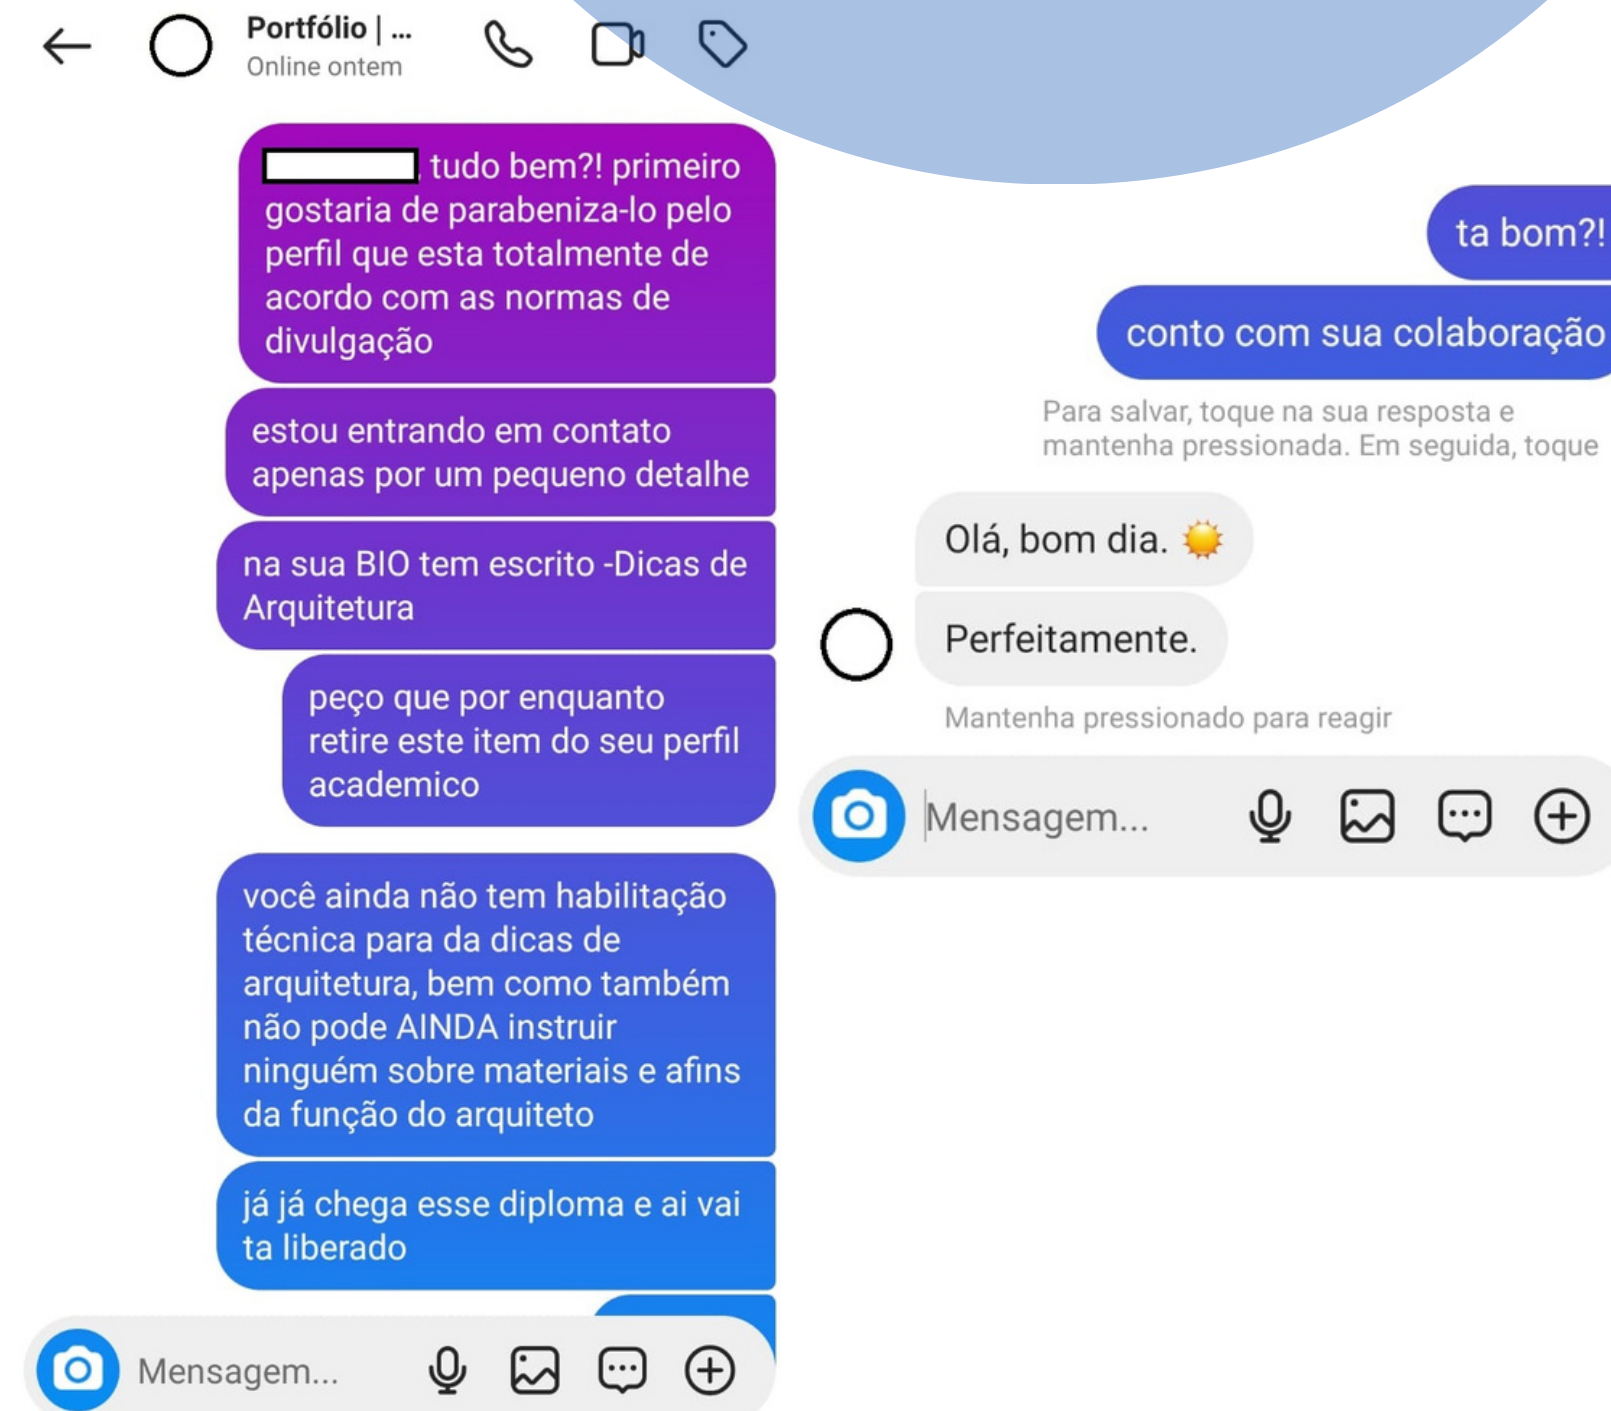 Portfólio | ...
Online ontem
tudo bem?! primeiro
gostaria de parabeniza-lo pelo
perfil que esta totalmente de
acordo com as normas de
divulgação
estou entrando em contato
apenas por um pequeno detalhe
na sua BIO tem escrito -Dicas de
Arquitetura
peço que por enquanto
retire este item do seu perfil
academico
você ainda não tem habilitação
técnica para da dicas de
arquitetura, bem como também
não pode AINDA instruir
ninguém sobre materiais e afins
da função do arquiteto
já já chega esse diploma e ai vai
ta liberado
Mensagem...
ta bom?!
conto com sua colaboração
Para salvar, toque na sua resposta e
mantenha pressionada. Em seguida, toque
Olá, bom dia. ☀️
Perfeitamente.
Mantenha pressionado para reagir
Mensagem...